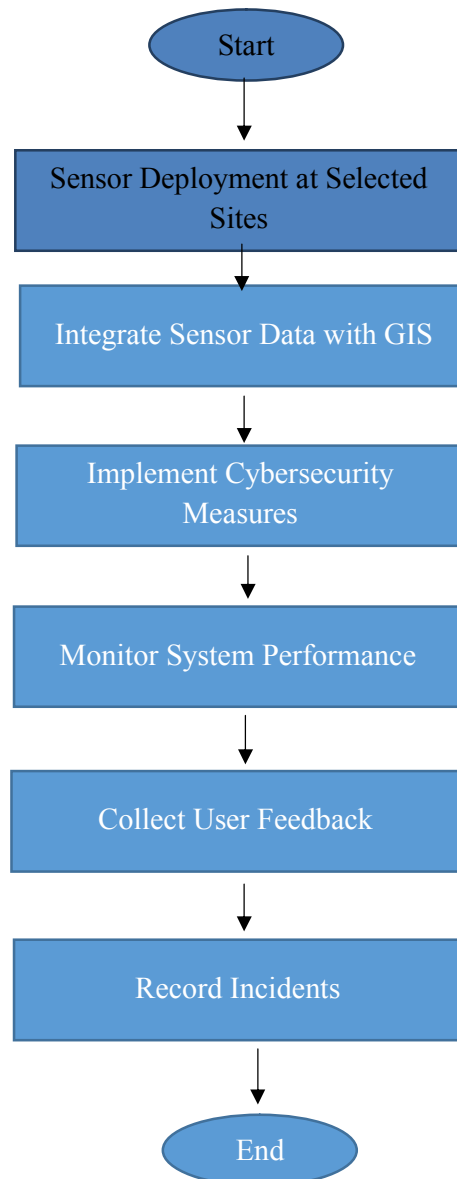 Start
Sensor Deployment at Selected
Sites
Integrate Sensor Data with GIS
Implement Cybersecurity
Measures
Monitor System Performance
Collect User Feedback
Record Incidents
End